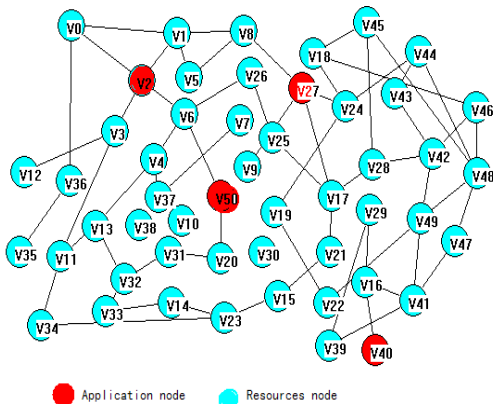 V0
V1
V8
V45
V18
V44
V2
V5
V26
V27
V43
V24
V46
V3
V6
V7
V25
V42
V4
V9
V28
V48
V12
V36
V37
V50
V17
V13
V38
V10
V19
V29
V49
V47
V35
V11
V31
V20
V30
V21
V32
V16
V34
V33
V14
V23
V15
V22
V41
V39
V40
Application node
Resources node